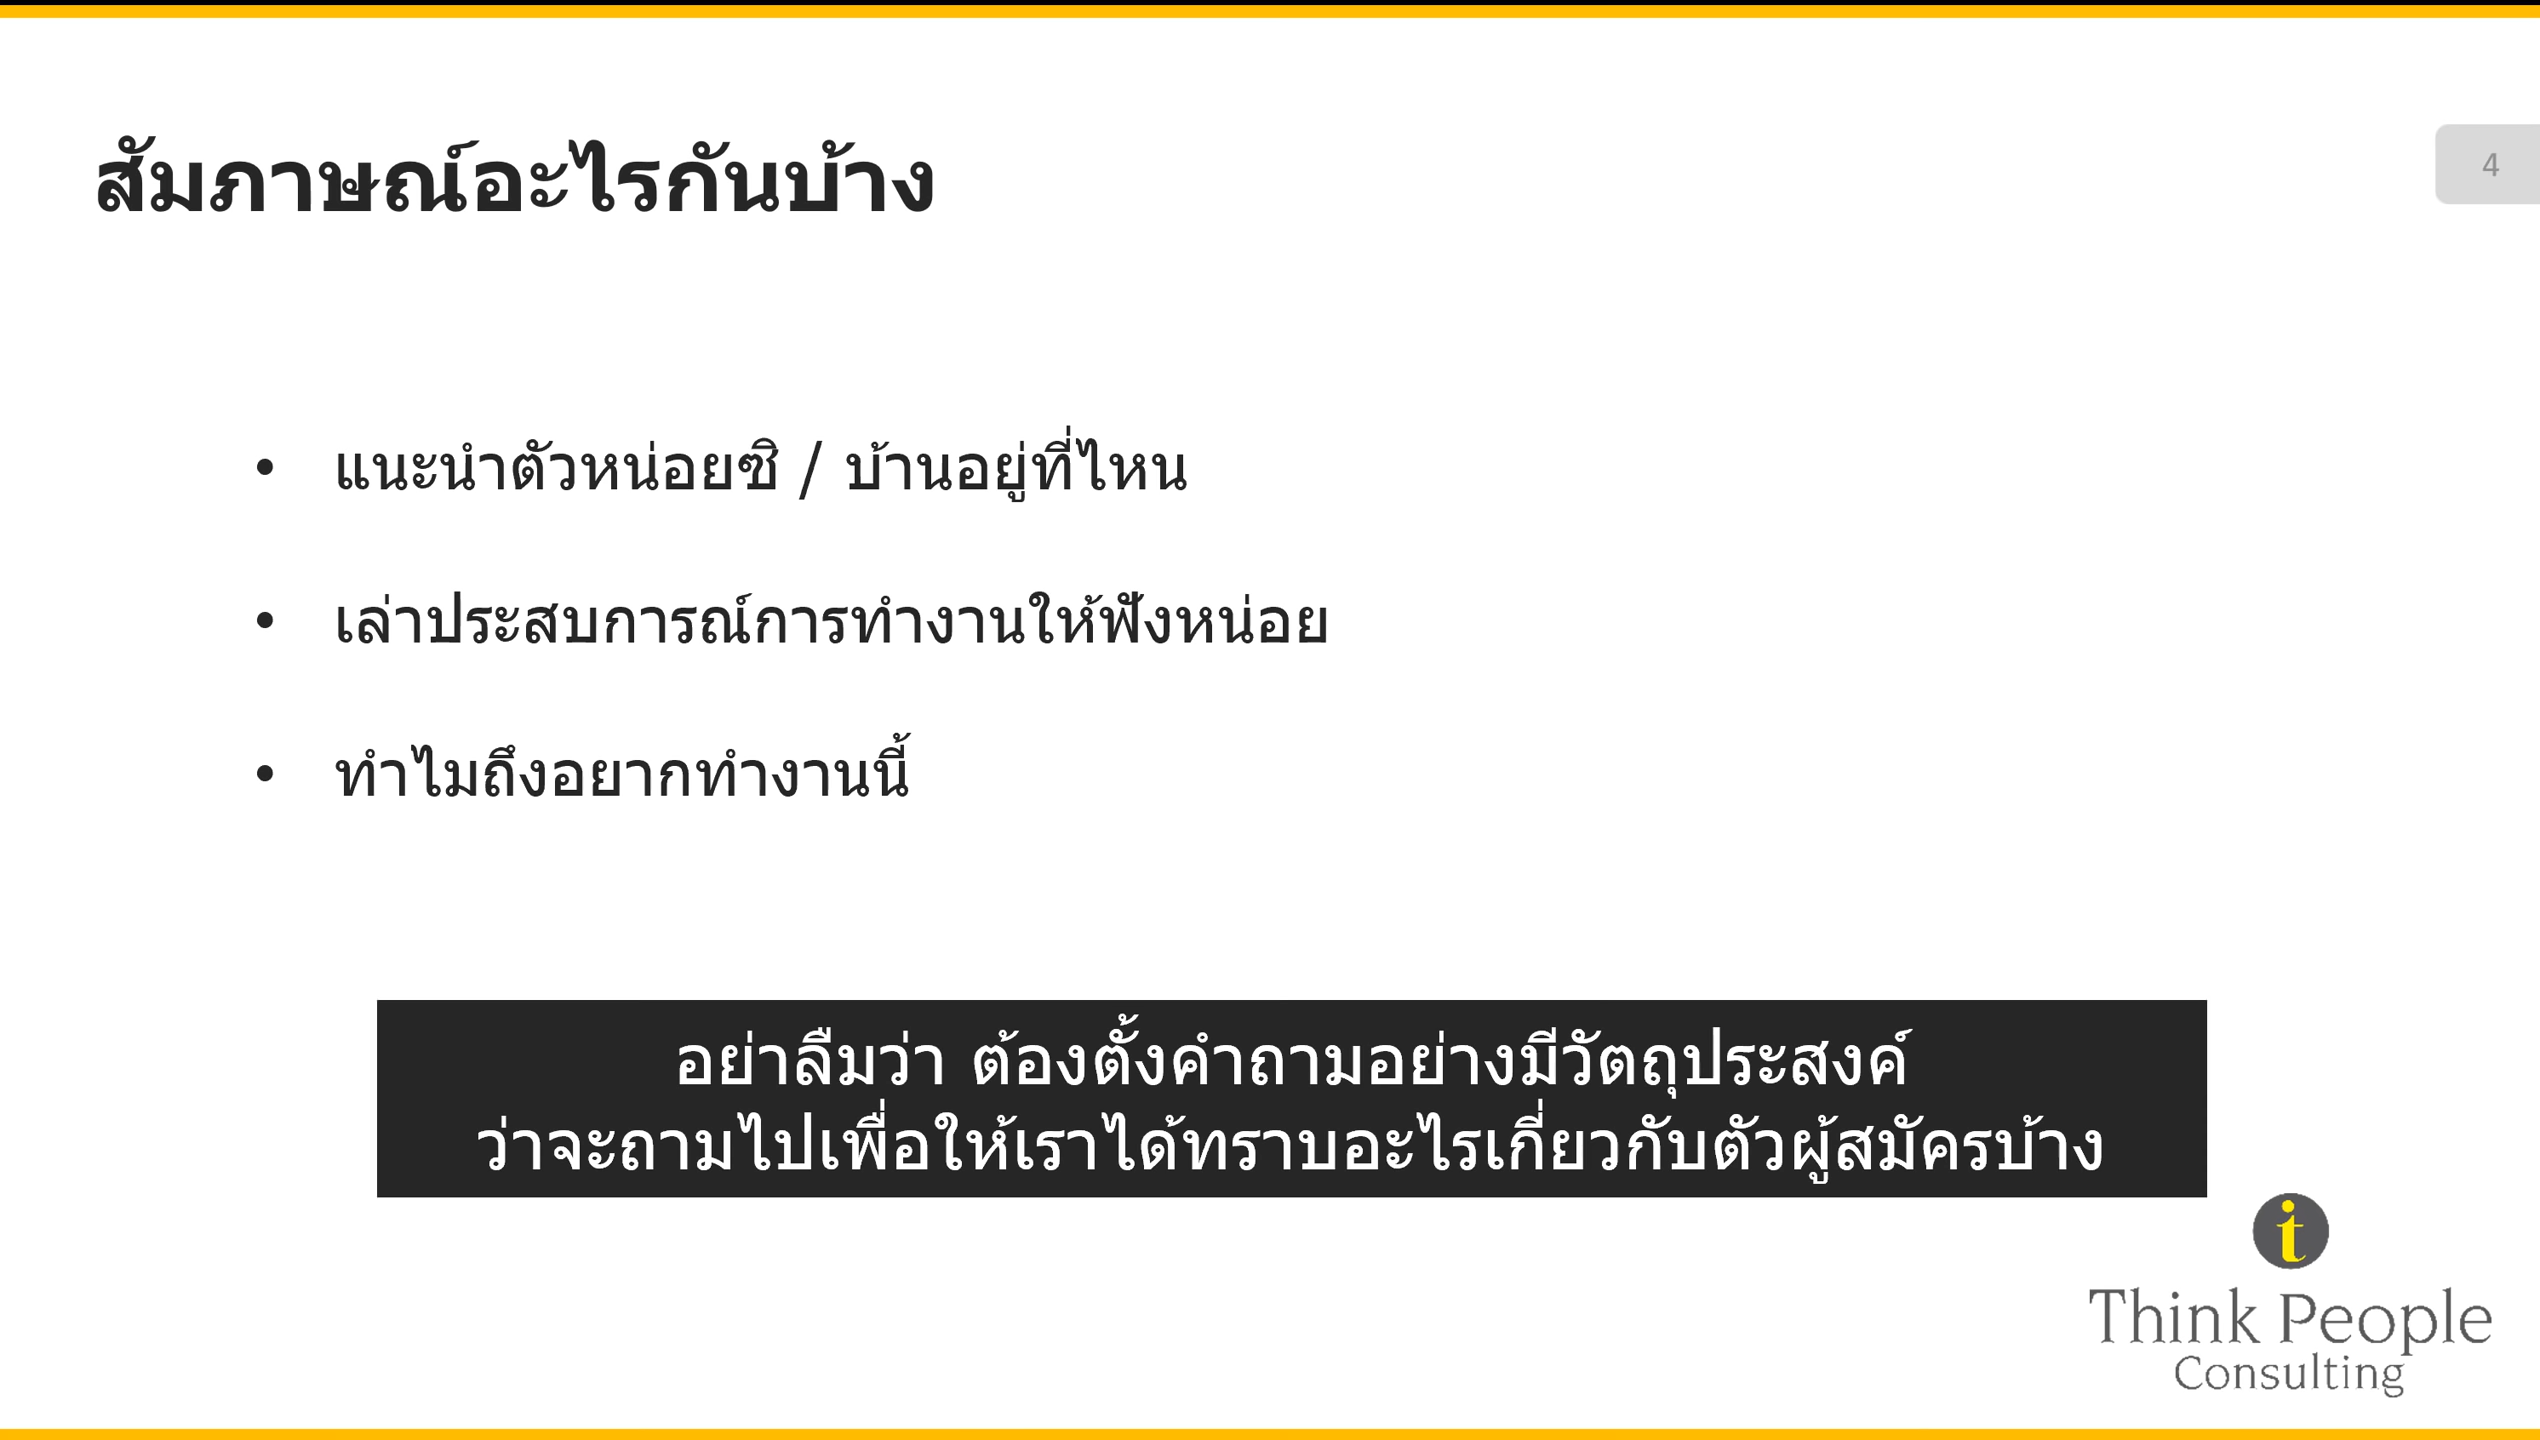 สัมภาษณ์อะไรกันบ้าง
4
• แนะนำตัวหน่อยซิ / บ้านอยู่ที่ไหน
• เล่าประสบการณ์การทำงานให้ฟังหน่อย
• ทำไมถึงอยากทำงานนี้
อย่าลืมว่า ต้องตั้งคำถามอย่างมีวัตถุประสงค์
ว่าจะถามไปเพื่อให้เราได้ทราบอะไรเกี่ยวกับตัวผู้สมัครบ้าง
Think People
Consulting